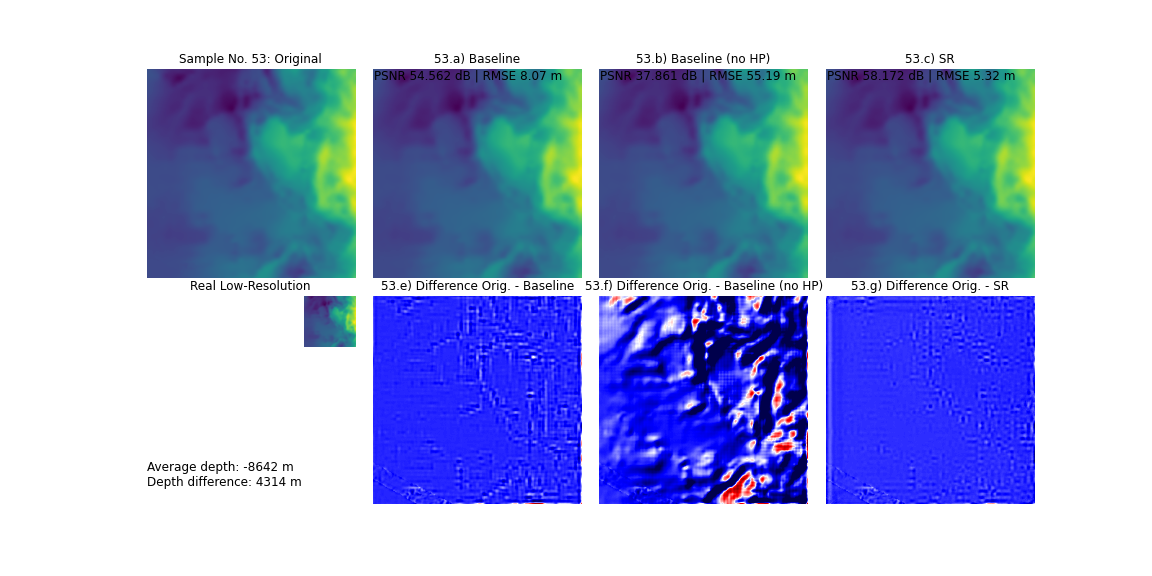 Sample No. 53: Original
53.a) Baseline
53.b) Baseline (no HP)
53.c) SR
PSNR 54.562 dB | RMSE 8.07 m
PSNR 37.861 dB | RMSE 55.19 m
PSNR 58.172 dB | RMSE 5.32 m
Real Low-Resolution
53.e) Difference Orig. - Baseline
53.f) Difference Orig. - Baseline (no HP)
53.g) Difference Orig. - SR
Average depth: -8642 m
Depth difference: 4314 m